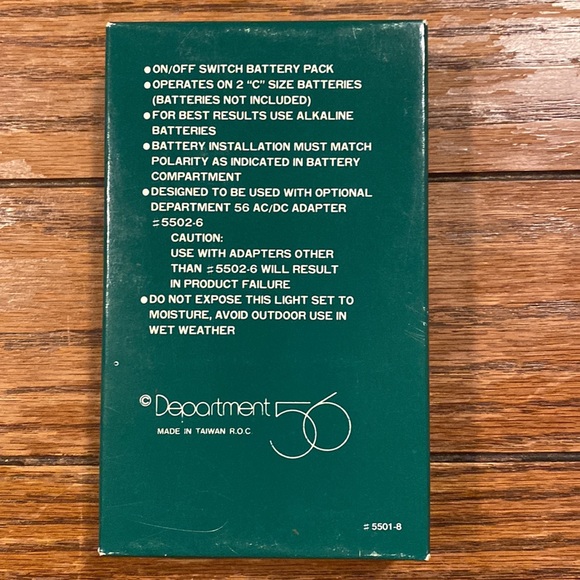 ● ON/OFF SWITCH BATTERY PACK
● OPERATES ON 2 "C" SIZE BATTERIES
(BATTERIES NOT INCLUDED)
● FOR BEST RESULTS USE ALKALINE
BATTERIES
● BATTERY INSTALLATION MUST MATCH
POLARITY AS INDICATED IN BATTERY
COMPARTMENT
● DESIGNED TO BE USED WITH OPTIONAL
DEPARTMENT 56 AC/DC ADAPTER
#5502-6
CAUTION:
USE WITH ADAPTERS OTHER
THAN #5502-6 WILL RESULT
IN PRODUCT FAILURE
● DO NOT EXPOSE THIS LIGHT SET TO
MOISTURE, AVOID OUTDOOR USE IN
WET WEATHER
© Department 56
MADE IN TAIWAN R.O.C.
#5501-8